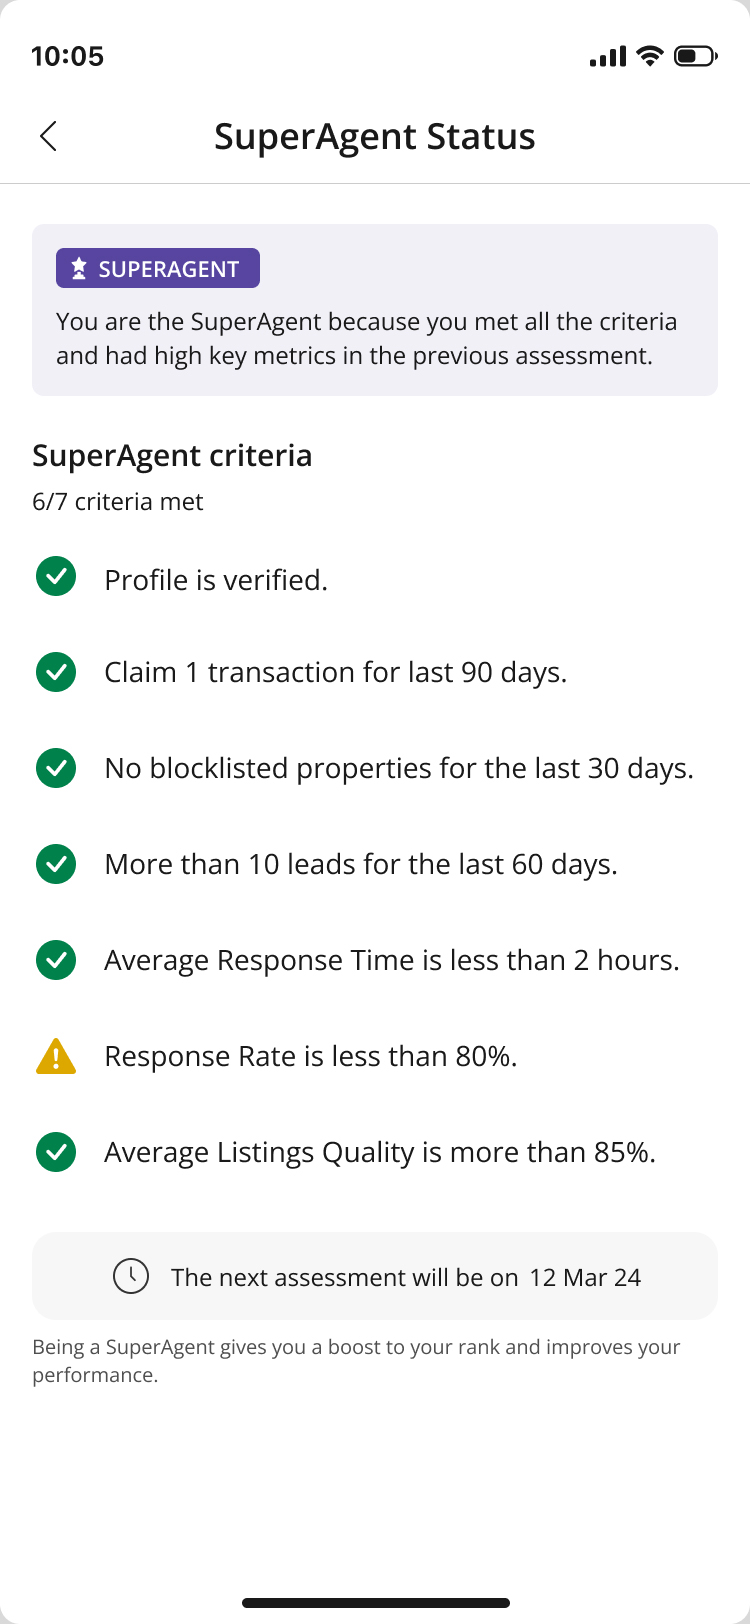 10:05
SuperAgent Status
SUPERAGENT
You are the SuperAgent because you met all the criteria
and had high key metrics in the previous assessment.
SuperAgent criteria
6/7 criteria met
Profile is verified.
Claim 1 transaction for last 90 days.
No blocklisted properties for the last 30 days.
More than 10 leads for the last 60 days.
Average Response Time is less than 2 hours.
Response Rate is less than 80%.
Average Listings Quality is more than 85%.
The next assessment will be on 12 Mar 24
Being a SuperAgent gives you a boost to your rank and improves your
performance.